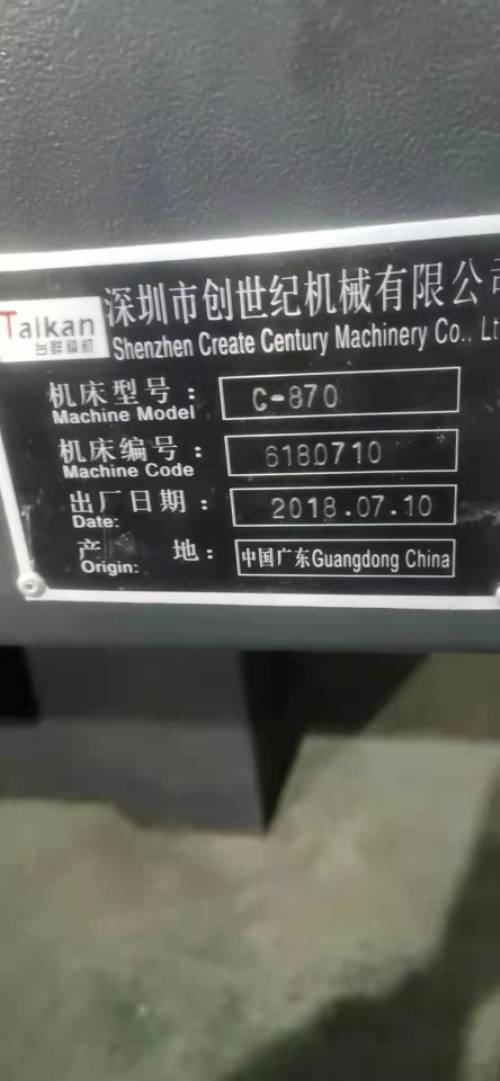 Taikan
台群精机
深圳市创世纪机械有限公司
Shenzhen Create Century Machinery Co., Lt
机床型号: C-870
Machine Model
机床编号: 6180710
Machine Code
出厂日期: 2018.07.10
Date:
产 地: 中国广东Guangdong China
Origin: